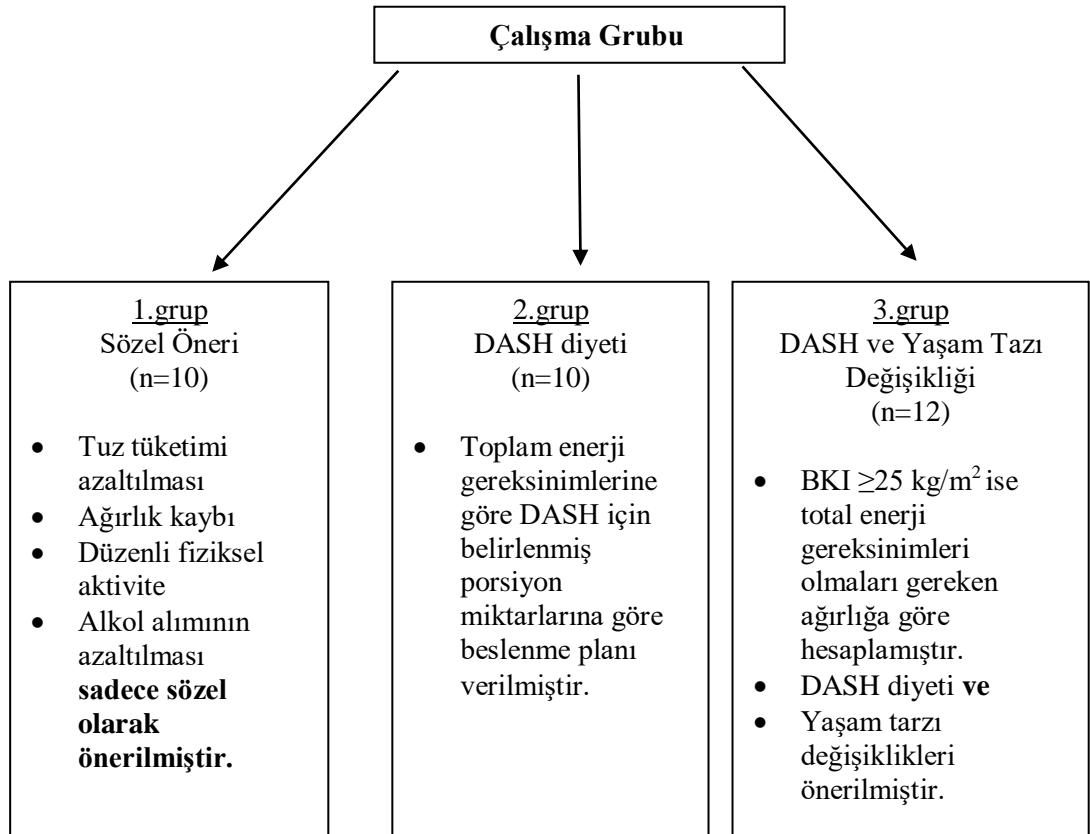 Çalışma Grubu
1.grup
Sözel Öneri
(n=10)
• Tuz tüketimi
azaltılması
• Ağırlık kaybı
• Düzenli fiziksel
aktivite
• Alkol alımının
azaltılması
sadece sözel
olarak
önerilmiştir.
2.grup
DASH diyeti
(n=10)
• Toplam enerji
gereksinimlerine
göre DASH için
belirlenmiş
porsiyon
miktarlarına göre
beslenme planı
verilmiştir.
3.grup
DASH ve Yaşam Tazı
Değişikliği
(n=12)
• BKI ≥25 kg/m² ise
total enerji
gereksinimleri
olmaları gereken
ağırlığa göre
hesaplamıştır.
• DASH diyeti ve
• Yaşam tarzı
değişiklikleri
önerilmiştir.